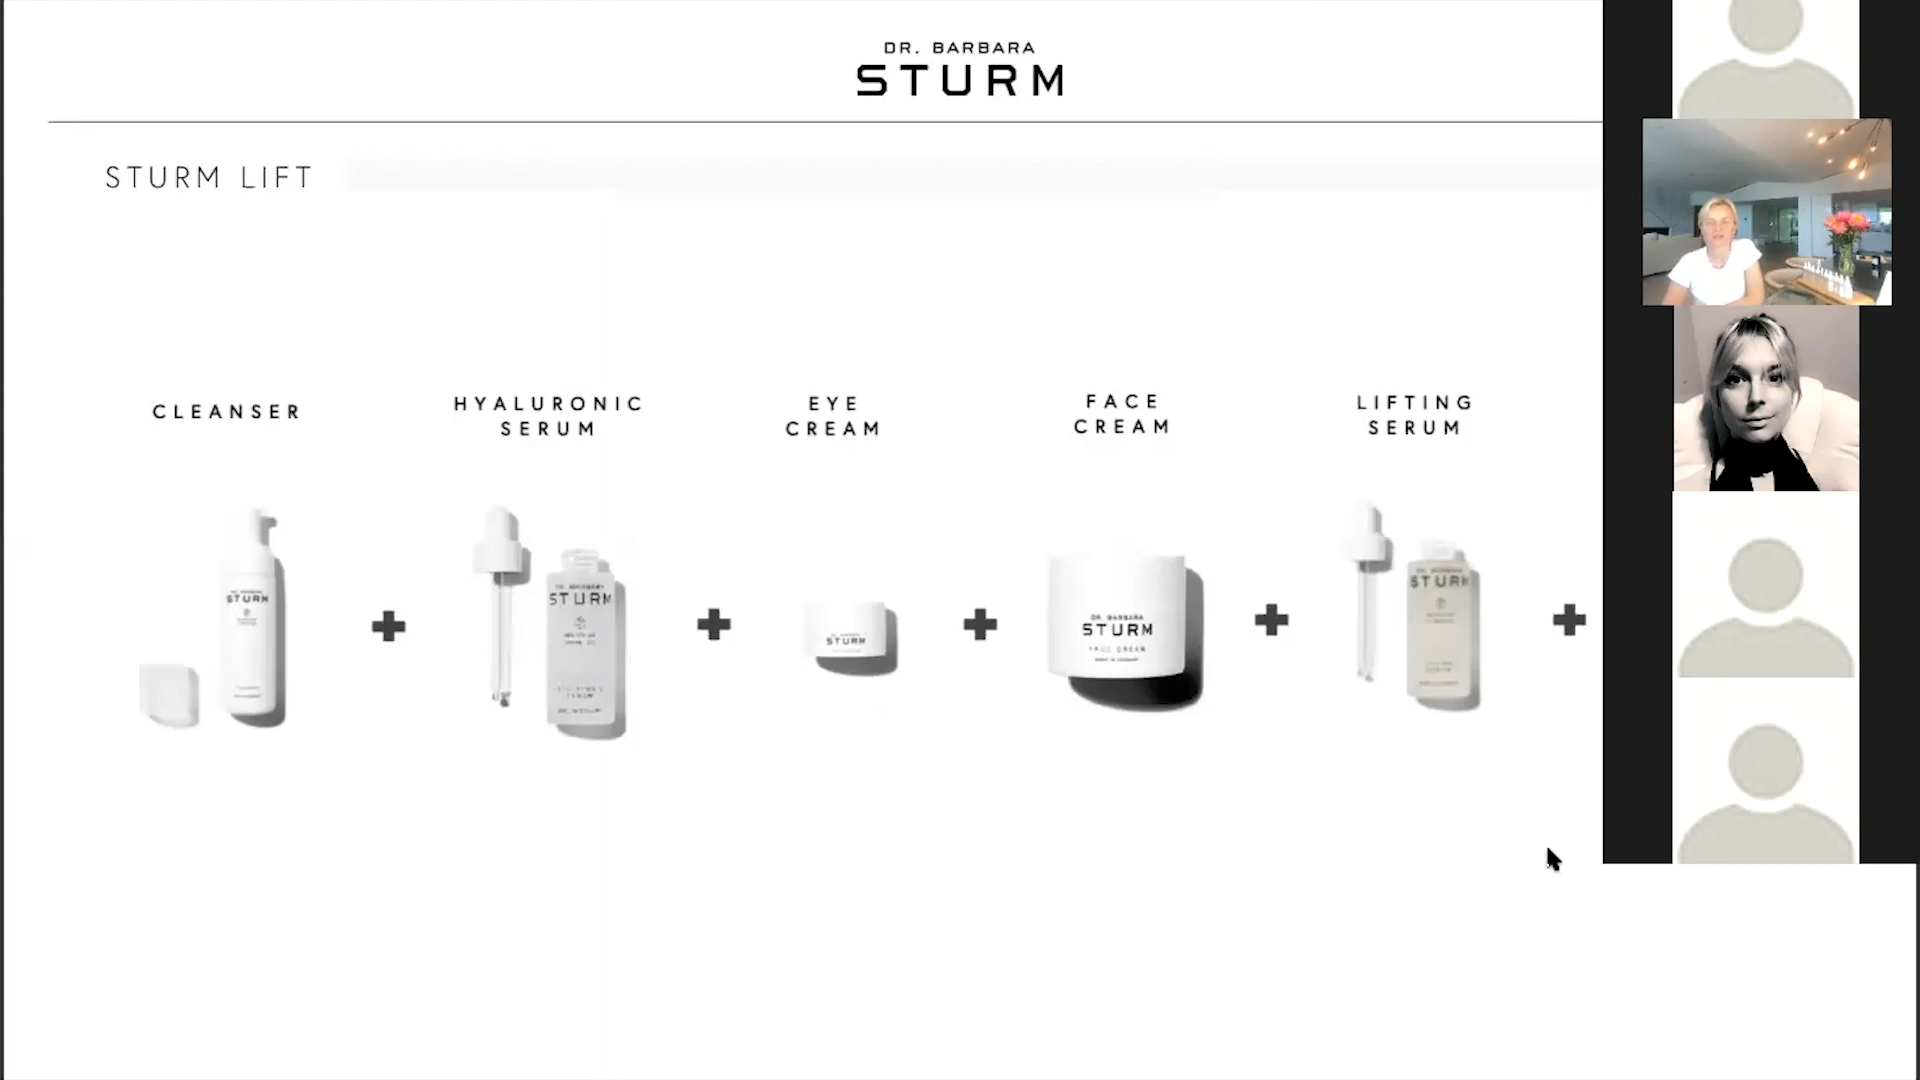 DR. BARBARA
STURM
STURM LIFT
CLEANSER
HYALURONIC
SERUM
EYE
CREAM
FACE
CREAM
LIFTING
SERUM
STURM
STURM
STURM
DR. BARBARA
STURM
FACE CREAM
STURM